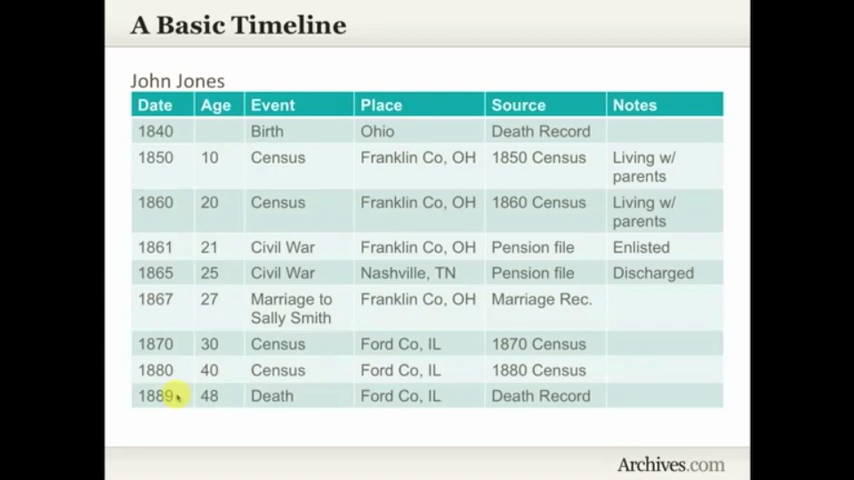 A Basic Timeline
John Jones
Date Age Event Place Source Notes
1840 Birth Ohio Death Record
1850 10 Census Franklin Co, OH 1850 Census Living w/
parents
1860 20 Census Franklin Co, OH 1860 Census Living w/
parents
1861 21 Civil War Franklin Co, OH Pension file Enlisted
1865 25 Civil War Nashville, TN Pension file Discharged
1867 27 Marriage to Franklin Co, OH Marriage Rec.
Sally Smith
1870 30 Census Ford Co, IL 1870 Census
1880 40 Census Ford Co, IL 1880 Census
1889 48 Death Ford Co, IL Death Record
Archives.com